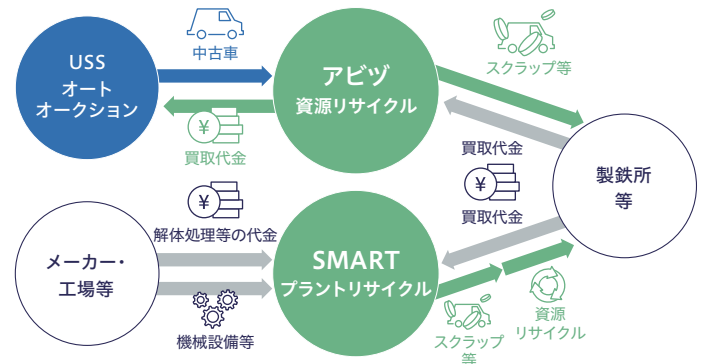 USS
オート
オークション
中古車
¥
買取代金
アビヅ
資源リサイクル
スクラップ等
買取代金
¥
買取代金
製鉄所
等
メーカー・
工場等
¥
解体処理等の代金
機械設備等
SMART
プラントリサイクル
スクラップ
等
資源
リサイクル